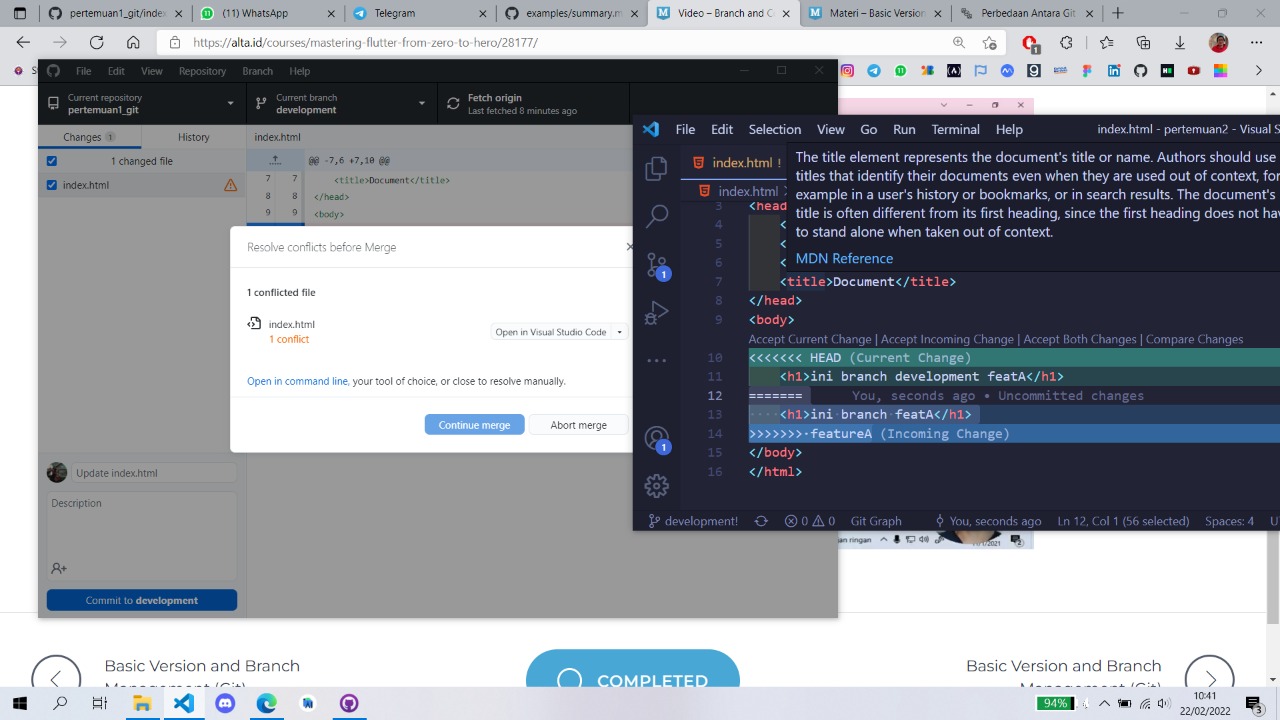 pertemuan1_git/index
(11) WhatsApp
Telegram
examples/summary.m
Video – Branch and Co
Materi – Basic Version
Perbedaan Antara Git
https://alta.id/courses/mastering-flutter-from-zero-to-hero/28177/
1
File Edit View Repository Branch Help
Current repository
pertemuan1_git
Current branch
development
Fetch origin
Last fetched 8 minutes ago
Changes 1
History
index.html
1 changed file
@@ -7,6 +7,10 @@
index.html
7 7 <title>Document</title>
8 8 </head>
9 9 <body>
Resolve conflicts before Merge
1 conflicted file
index.html
1 conflict
Open in Visual Studio Code
Open in command line, your tool of choice, or close to resolve manually.
Continue merge
Abort merge
Update index.html
Description
Commit to development
File Edit Selection View Go Run Terminal Help
index.html - pertemuan2 - Visual S
index.html !
index.html
The title element represents the document's title or name. Authors should use
titles that identify their documents even when they are used out of context, for
example in a user's history or bookmarks, or in search results. The document's
title is often different from its first heading, since the first heading does not hav
to stand alone when taken out of context.
MDN Reference
3 <head
4 <
5 <
6 <
7 <title>Document</title>
8 </head>
9 <body>
Accept Current Change | Accept Incoming Change | Accept Both Changes | Compare Changes
10 <<<<<<< HEAD (Current Change)
11 <h1>ini branch development featA</h1>
12 ======= You, seconds ago • Uncommitted changes
13 <h1>ini branch featA</h1>
14 >>>>>>> featureA (Incoming Change)
15 </body>
16 </html>
1
1
development!
0 0
Git Graph
You, seconds ago
Ln 12, Col 1 (56 selected)
Spaces: 4
U
an ringan
Basic Version and Branch
Management (Git)
COMPLETED
Basic Version and Branch
Management (Git)
94%
10:41
22/02/2022
3